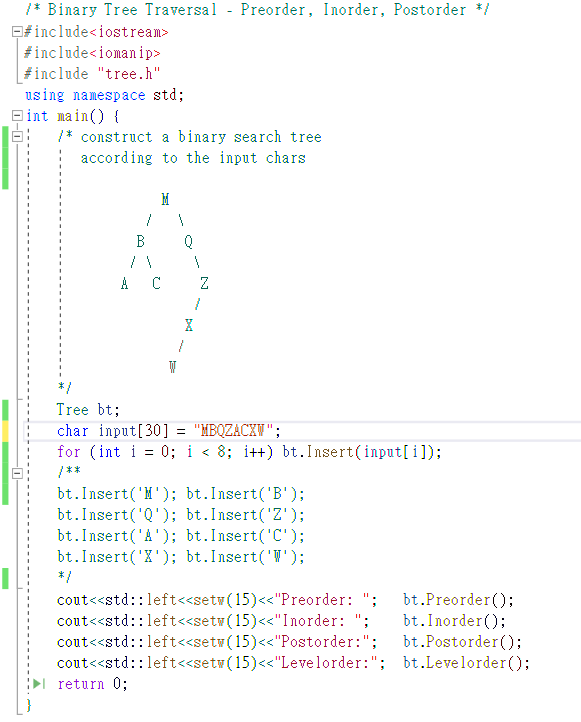 /* Binary Tree Traversal - Preorder, Inorder, Postorder */
#include<iostream>
#include<iomanip>
#include "tree.h"
using namespace std;
int main() {
/* construct a binary search tree
according to the input chars
M
/ \
B Q
/ \ \
A C Z
/
X
/
W
*/
Tree bt;
char input[30] = "MBQZACXW";
for (int i = 0; i < 8; i++) bt.Insert(input[i]);
/**
bt.Insert('M'); bt.Insert('B');
bt.Insert('Q'); bt.Insert('Z');
bt.Insert('A'); bt.Insert('C');
bt.Insert('X'); bt.Insert('W');
*/
cout<<std::left<<setw(15)<<"Preorder: "; bt.Preorder();
cout<<std::left<<setw(15)<<"Inorder: "; bt.Inorder();
cout<<std::left<<setw(15)<<"Postorder:"; bt.Postorder();
cout<<std::left<<setw(15)<<"Levelorder:"; bt.Levelorder();
return 0;
}